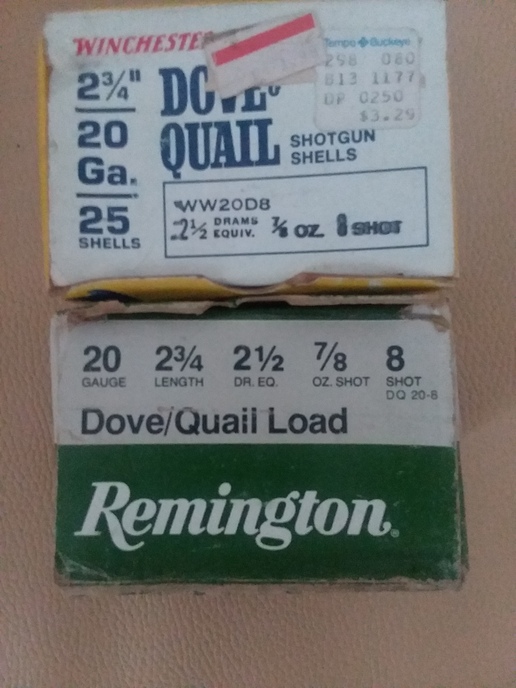 WINCHESTER
2¾"
20
Ga.
25
SHELLS
DOVE &
QUAIL
SHOTGUN
SHELLS
WW20D8
2½ DRAMS EQUIV. ⅞ OZ. 8 SHOT
Tempo Buckeye
298 060
813 1177
DP 0250
$3.29
20 2¾ 2½ ⅞ 8
GAUGE LENGTH DR. EQ. OZ. SHOT SHOT
DQ 20-8
Dove/Quail Load
Remington®